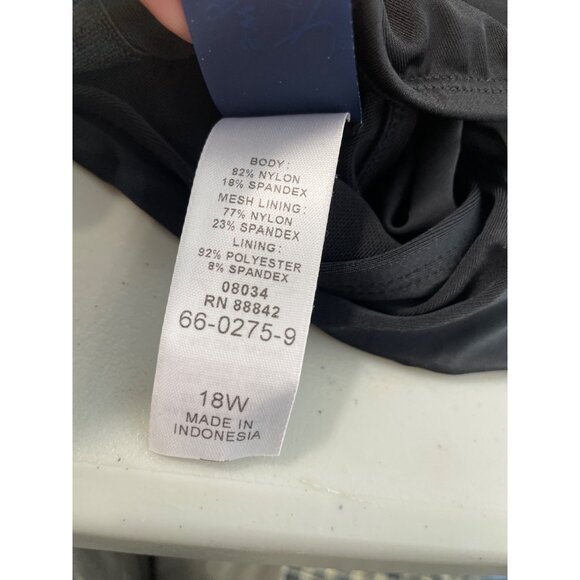 BODY:
82% NYLON
18% SPANDEX
MESH LINING:
77% NYLON
23% SPANDEX
LINING:
92% POLYESTER
8% SPANDEX
08034
RN 88842
66-0275-9
18W
MADE IN
INDONESIA